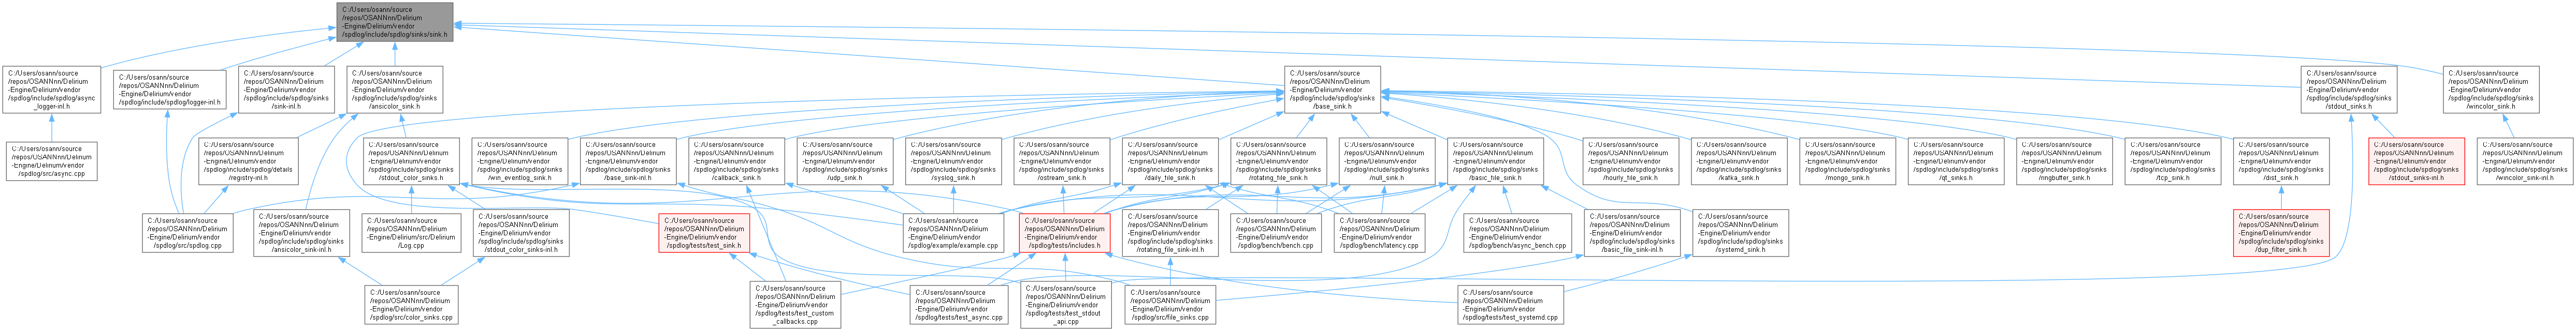 C:/Users/osann/source
/repos/OSANNnn/Delirium
-Engine/Delirium/vendor
/spdlog/include/spdlog/sinks/sink.h
C:/Users/osann/source
/repos/OSANNnn/Delirium
-Engine/Delirium/vendor
/spdlog/include/spdlog/async
_logger-inl.h
C:/Users/osann/source
/repos/OSANNnn/Delirium
-Engine/Delirium/vendor
/spdlog/include/spdlog/logger-inl.h
C:/Users/osann/source
/repos/OSANNnn/Delirium
-Engine/Delirium/vendor
/spdlog/include/spdlog/sinks
/sink-inl.h
C:/Users/osann/source
/repos/OSANNnn/Delirium
-Engine/Delirium/vendor
/spdlog/include/spdlog/sinks
/ansicolor_sink.h
C:/Users/osann/source
/repos/OSANNnn/Delirium
-Engine/Delirium/vendor
/spdlog/include/spdlog/sinks
/base_sink.h
C:/Users/osann/source
/repos/OSANNnn/Delirium
-Engine/Delirium/vendor
/spdlog/include/spdlog/sinks
/stdout_sinks.h
C:/Users/osann/source
/repos/OSANNnn/Delirium
-Engine/Delirium/vendor
/spdlog/include/spdlog/sinks
/wincolor_sink.h
C:/Users/osann/source
/repos/OSANNnn/Delirium
-Engine/Delirium/vendor
/spdlog/src/async.cpp
C:/Users/osann/source
/repos/OSANNnn/Delirium
-Engine/Delirium/vendor
/spdlog/include/spdlog/details
/registry-inl.h
C:/Users/osann/source
/repos/OSANNnn/Delirium
-Engine/Delirium/vendor
/spdlog/include/spdlog/sinks
/stdout_color_sinks.h
C:/Users/osann/source
/repos/OSANNnn/Delirium
-Engine/Delirium/vendor
/spdlog/include/spdlog/sinks
/win_eventlog_sink.h
C:/Users/osann/source
/repos/OSANNnn/Delirium
-Engine/Delirium/vendor
/spdlog/include/spdlog/sinks
/base_sink-inl.h
C:/Users/osann/source
/repos/OSANNnn/Delirium
-Engine/Delirium/vendor
/spdlog/include/spdlog/sinks
/callback_sink.h
C:/Users/osann/source
/repos/OSANNnn/Delirium
-Engine/Delirium/vendor
/spdlog/include/spdlog/sinks
/udp_sink.h
C:/Users/osann/source
/repos/OSANNnn/Delirium
-Engine/Delirium/vendor
/spdlog/include/spdlog/sinks
/syslog_sink.h
C:/Users/osann/source
/repos/OSANNnn/Delirium
-Engine/Delirium/vendor
/spdlog/include/spdlog/sinks
/ostream_sink.h
C:/Users/osann/source
/repos/OSANNnn/Delirium
-Engine/Delirium/vendor
/spdlog/include/spdlog/sinks
/daily_file_sink.h
C:/Users/osann/source
/repos/OSANNnn/Delirium
-Engine/Delirium/vendor
/spdlog/include/spdlog/sinks
/rotating_file_sink.h
C:/Users/osann/source
/repos/OSANNnn/Delirium
-Engine/Delirium/vendor
/spdlog/include/spdlog/sinks
/null_sink.h
C:/Users/osann/source
/repos/OSANNnn/Delirium
-Engine/Delirium/vendor
/spdlog/include/spdlog/sinks
/basic_file_sink.h
C:/Users/osann/source
/repos/OSANNnn/Delirium
-Engine/Delirium/vendor
/spdlog/include/spdlog/sinks
/hourly_file_sink.h
C:/Users/osann/source
/repos/OSANNnn/Delirium
-Engine/Delirium/vendor
/spdlog/include/spdlog/sinks
/kafka_sink.h
C:/Users/osann/source
/repos/OSANNnn/Delirium
-Engine/Delirium/vendor
/spdlog/include/spdlog/sinks
/mongo_sink.h
C:/Users/osann/source
/repos/OSANNnn/Delirium
-Engine/Delirium/vendor
/spdlog/include/spdlog/sinks
/qt_sinks.h
C:/Users/osann/source
/repos/OSANNnn/Delirium
-Engine/Delirium/vendor
/spdlog/include/spdlog/sinks
/ringbuffer_sink.h
C:/Users/osann/source
/repos/OSANNnn/Delirium
-Engine/Delirium/vendor
/spdlog/include/spdlog/sinks
/tcp_sink.h
C:/Users/osann/source
/repos/OSANNnn/Delirium
-Engine/Delirium/vendor
/spdlog/include/spdlog/sinks
/dist_sink.h
C:/Users/osann/source
/repos/OSANNnn/Delirium
-Engine/Delirium/vendor
/spdlog/include/spdlog/sinks
/stdout_sinks-inl.h
C:/Users/osann/source
/repos/OSANNnn/Delirium
-Engine/Delirium/vendor
/spdlog/include/spdlog/sinks
/wincolor_sink-inl.h
C:/Users/osann/source
/repos/OSANNnn/Delirium
-Engine/Delirium/vendor
/spdlog/src/spdlog.cpp
C:/Users/osann/source
/repos/OSANNnn/Delirium
-Engine/Delirium/vendor
/spdlog/include/spdlog/sinks
/ansicolor_sink-inl.h
C:/Users/osann/source
/repos/OSANNnn/Delirium
-Engine/Delirium/src/Delirium
/Log.cpp
C:/Users/osann/source
/repos/OSANNnn/Delirium
-Engine/Delirium/vendor
/spdlog/include/spdlog/sinks
/stdout_color_sinks-inl.h
C:/Users/osann/source
/repos/OSANNnn/Delirium
-Engine/Delirium/vendor
/spdlog/tests/test_sink.h
C:/Users/osann/source
/repos/OSANNnn/Delirium
-Engine/Delirium/vendor
/spdlog/example/example.cpp
C:/Users/osann/source
/repos/OSANNnn/Delirium
-Engine/Delirium/vendor
/spdlog/tests/includes.h
C:/Users/osann/source
/repos/OSANNnn/Delirium
-Engine/Delirium/vendor
/spdlog/include/spdlog/sinks
/rotating_file_sink-inl.h
C:/Users/osann/source
/repos/OSANNnn/Delirium
-Engine/Delirium/vendor
/spdlog/bench/bench.cpp
C:/Users/osann/source
/repos/OSANNnn/Delirium
-Engine/Delirium/vendor
/spdlog/bench/latency.cpp
C:/Users/osann/source
/repos/OSANNnn/Delirium
-Engine/Delirium/vendor
/spdlog/bench/async_bench.cpp
C:/Users/osann/source
/repos/OSANNnn/Delirium
-Engine/Delirium/vendor
/spdlog/include/spdlog/sinks
/basic_file_sink-inl.h
C:/Users/osann/source
/repos/OSANNnn/Delirium
-Engine/Delirium/vendor
/spdlog/include/spdlog/sinks
/systemd_sink.h
C:/Users/osann/source
/repos/OSANNnn/Delirium
-Engine/Delirium/vendor
/spdlog/include/spdlog/sinks
/dup_filter_sink.h
C:/Users/osann/source
/repos/OSANNnn/Delirium
-Engine/Delirium/vendor
/spdlog/src/color_sinks.cpp
C:/Users/osann/source
/repos/OSANNnn/Delirium
-Engine/Delirium/vendor
/spdlog/tests/test_custom
_callbacks.cpp
C:/Users/osann/source
/repos/OSANNnn/Delirium
-Engine/Delirium/vendor
/spdlog/tests/test_async.cpp
C:/Users/osann/source
/repos/OSANNnn/Delirium
-Engine/Delirium/vendor
/spdlog/tests/test_stdout
_api.cpp
C:/Users/osann/source
/repos/OSANNnn/Delirium
-Engine/Delirium/vendor
/spdlog/src/file_sinks.cpp
C:/Users/osann/source
/repos/OSANNnn/Delirium
-Engine/Delirium/vendor
/spdlog/tests/test_systemd.cpp